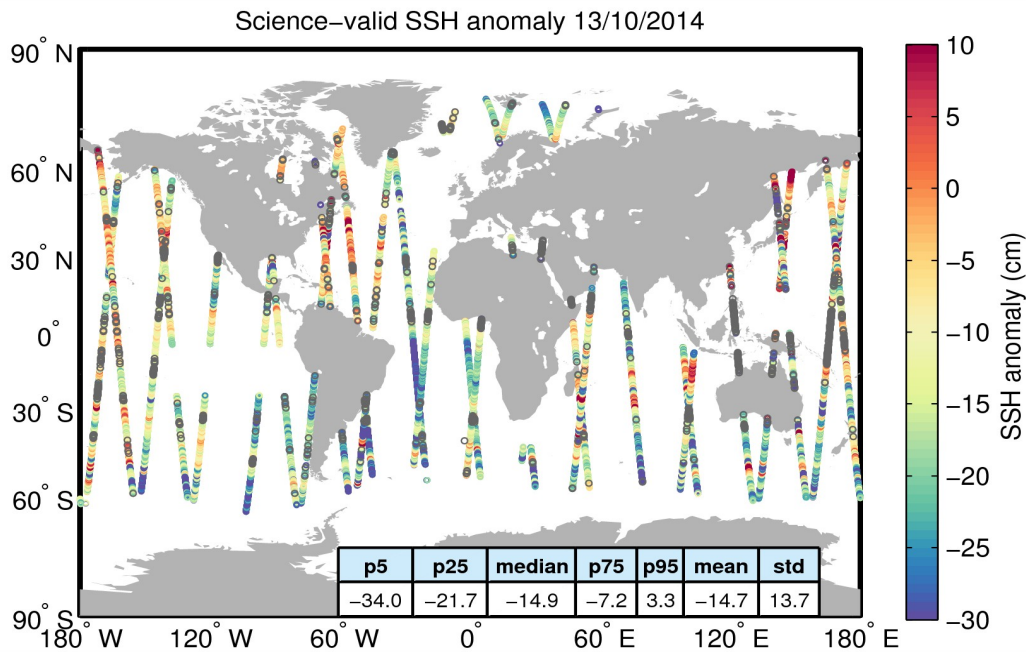 Science−valid SSH anomaly 13/10/2014
90° N
60° N
30° N
0°
30° S
60° S
90° S
180° W
120° W
60° W
0°
60° E
120° E
180° E
p5 p25 median p75 p95 mean std
−34.0 −21.7 −14.9 −7.2 3.3 −14.7 13.7
10
5
0
−5
−10
−15
−20
−25
−30
SSH anomaly (cm)